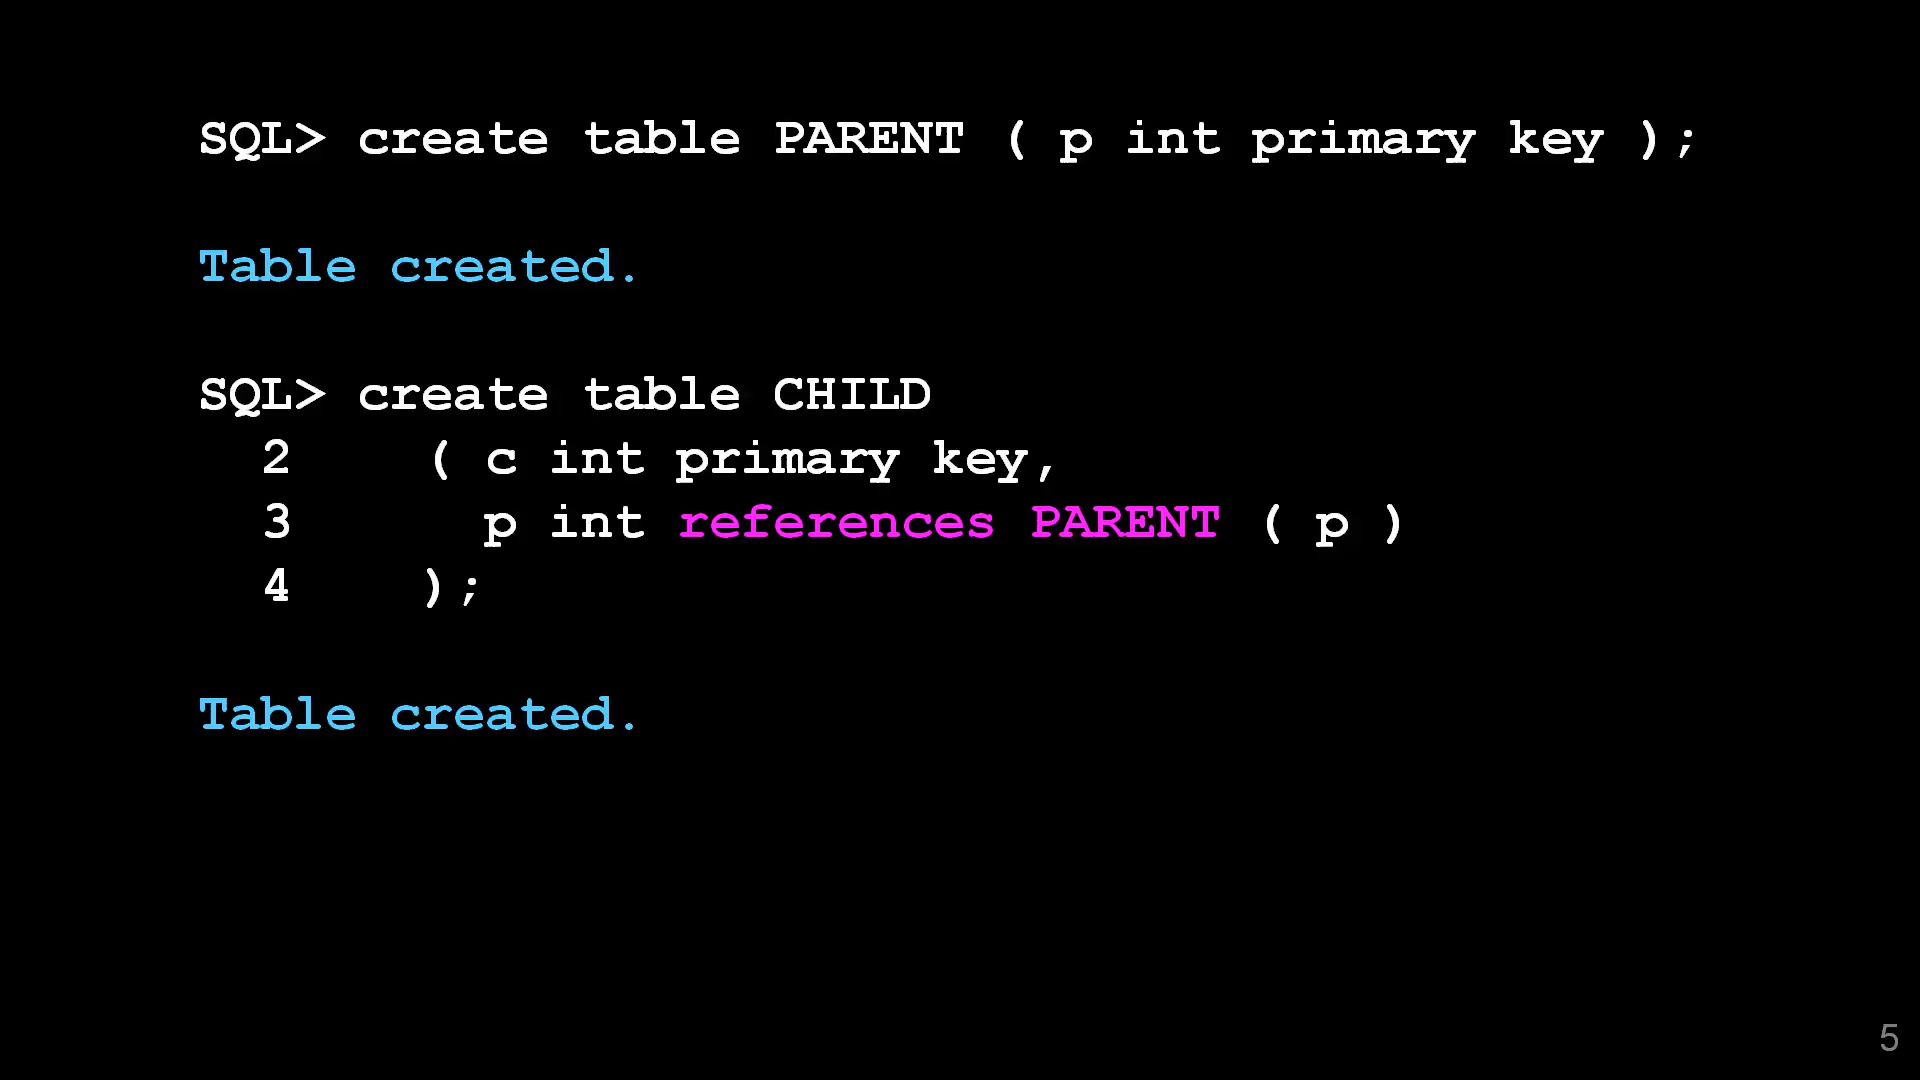 SQL> create table PARENT ( p int primary key );
Table created.
SQL> create table CHILD
2 ( c int primary key,
3 p int references PARENT ( p )
4 );
Table created.
5